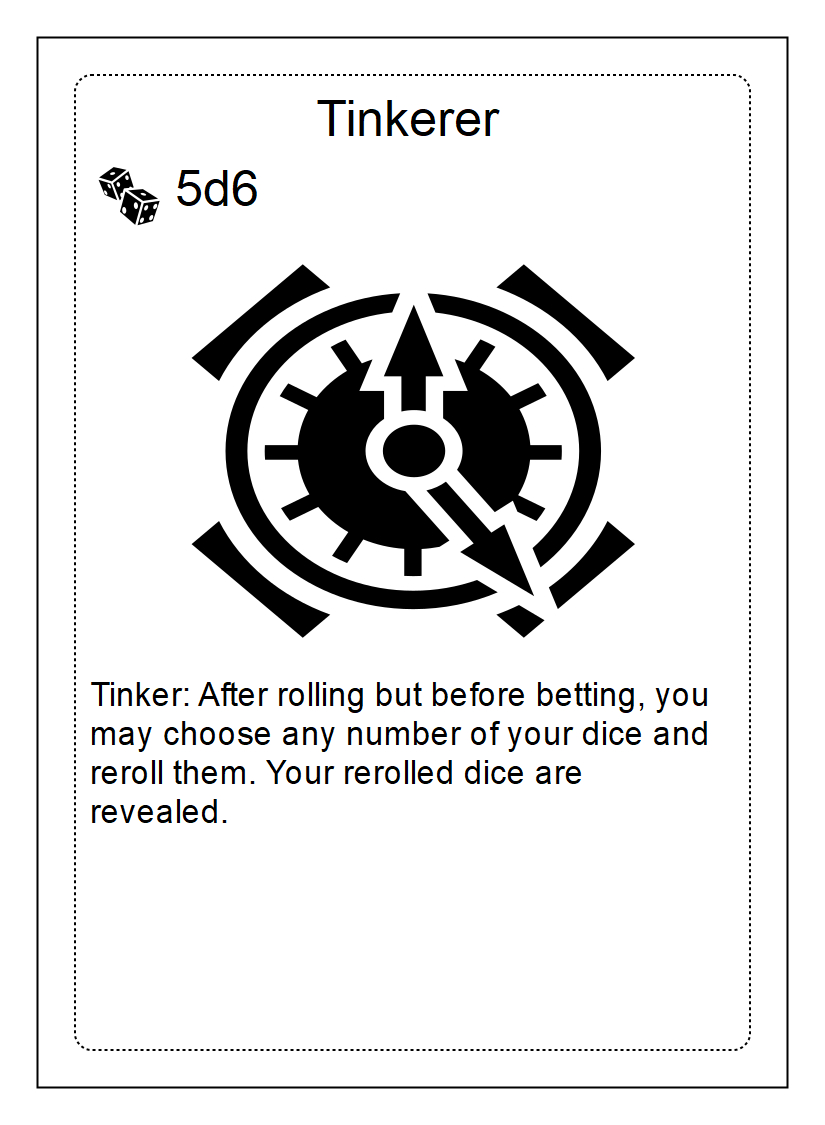 Tinkerer
5d6
Tinker: After rolling but before betting, you
may choose any number of your dice and
reroll them. Your rerolled dice are
revealed.